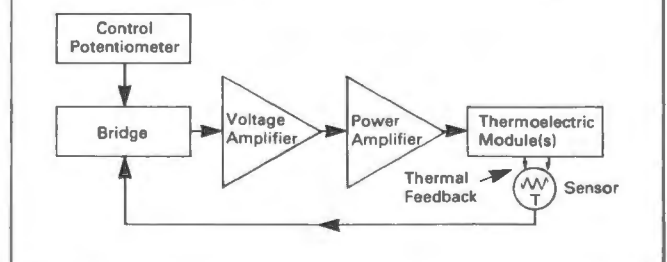 Control
Potentiometer
Bridge
Voltage
Amplifier
Power
Amplifier
Thermoelectric
Module(s)
Thermal
Feedback
T
Sensor